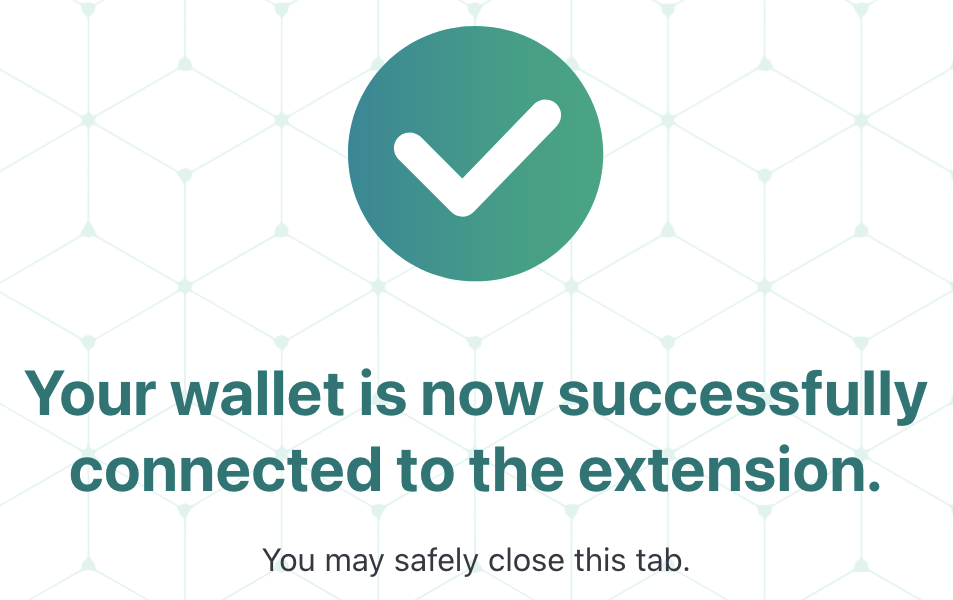 Your wallet is now successfully
connected to the extension.
You may safely close this tab.